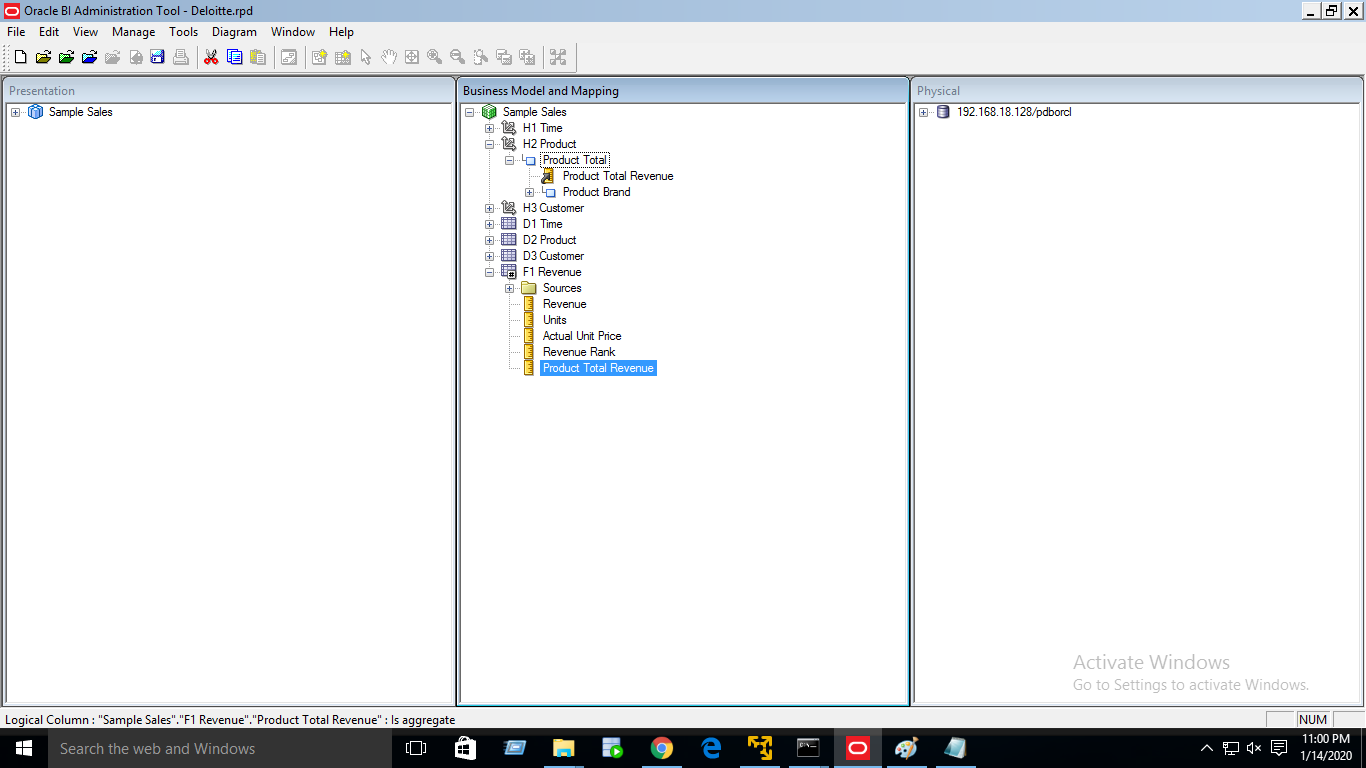 Oracle BI Administration Tool - Deloitte.rpd
File Edit View Manage Tools Diagram Window Help
Presentation
Sample Sales
Business Model and Mapping
Sample Sales
H1 Time
H2 Product
Product Total
Product Total Revenue
Product Brand
H3 Customer
D1 Time
D2 Product
D3 Customer
F1 Revenue
Sources
Revenue
Units
Actual Unit Price
Revenue Rank
Product Total Revenue
Physical
192.168.18.128/pdborcl
Activate Windows
Go to Settings to activate Windows.
Logical Column : "Sample Sales"."F1 Revenue"."Product Total Revenue" : Is aggregate
NUM
Search the web and Windows
11:00 PM
1/14/2020